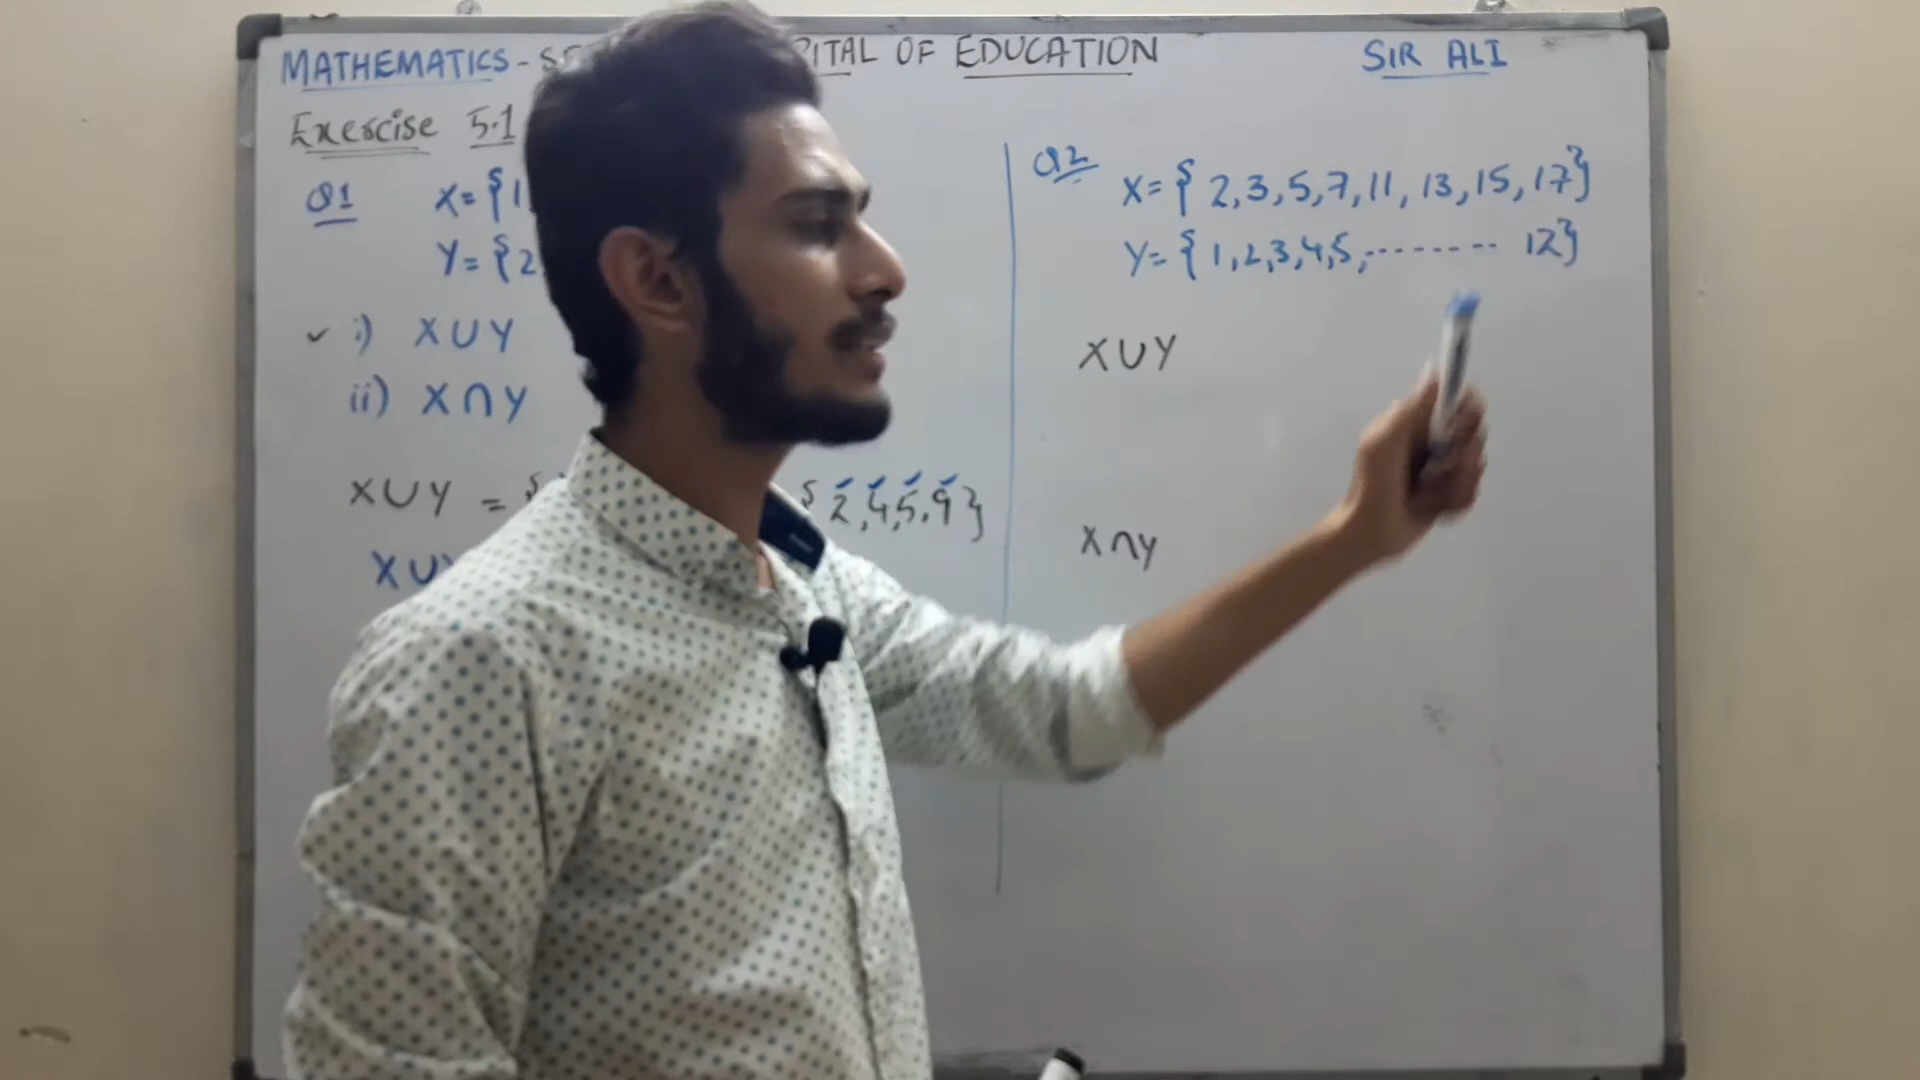 MATHEMATICS - OF EDUCATION SIR ALI
Exercise 5.1
Q1 X={1
Y={2
✓ i) X∪Y
ii) X∩Y
X∪Y = { 2,4,5,9}
X∪
Q2 X={ 2,3,5,7,11, 13,15,17}
Y={ 1,2,3,4,5,-------- 12}
X∪Y
X∩Y